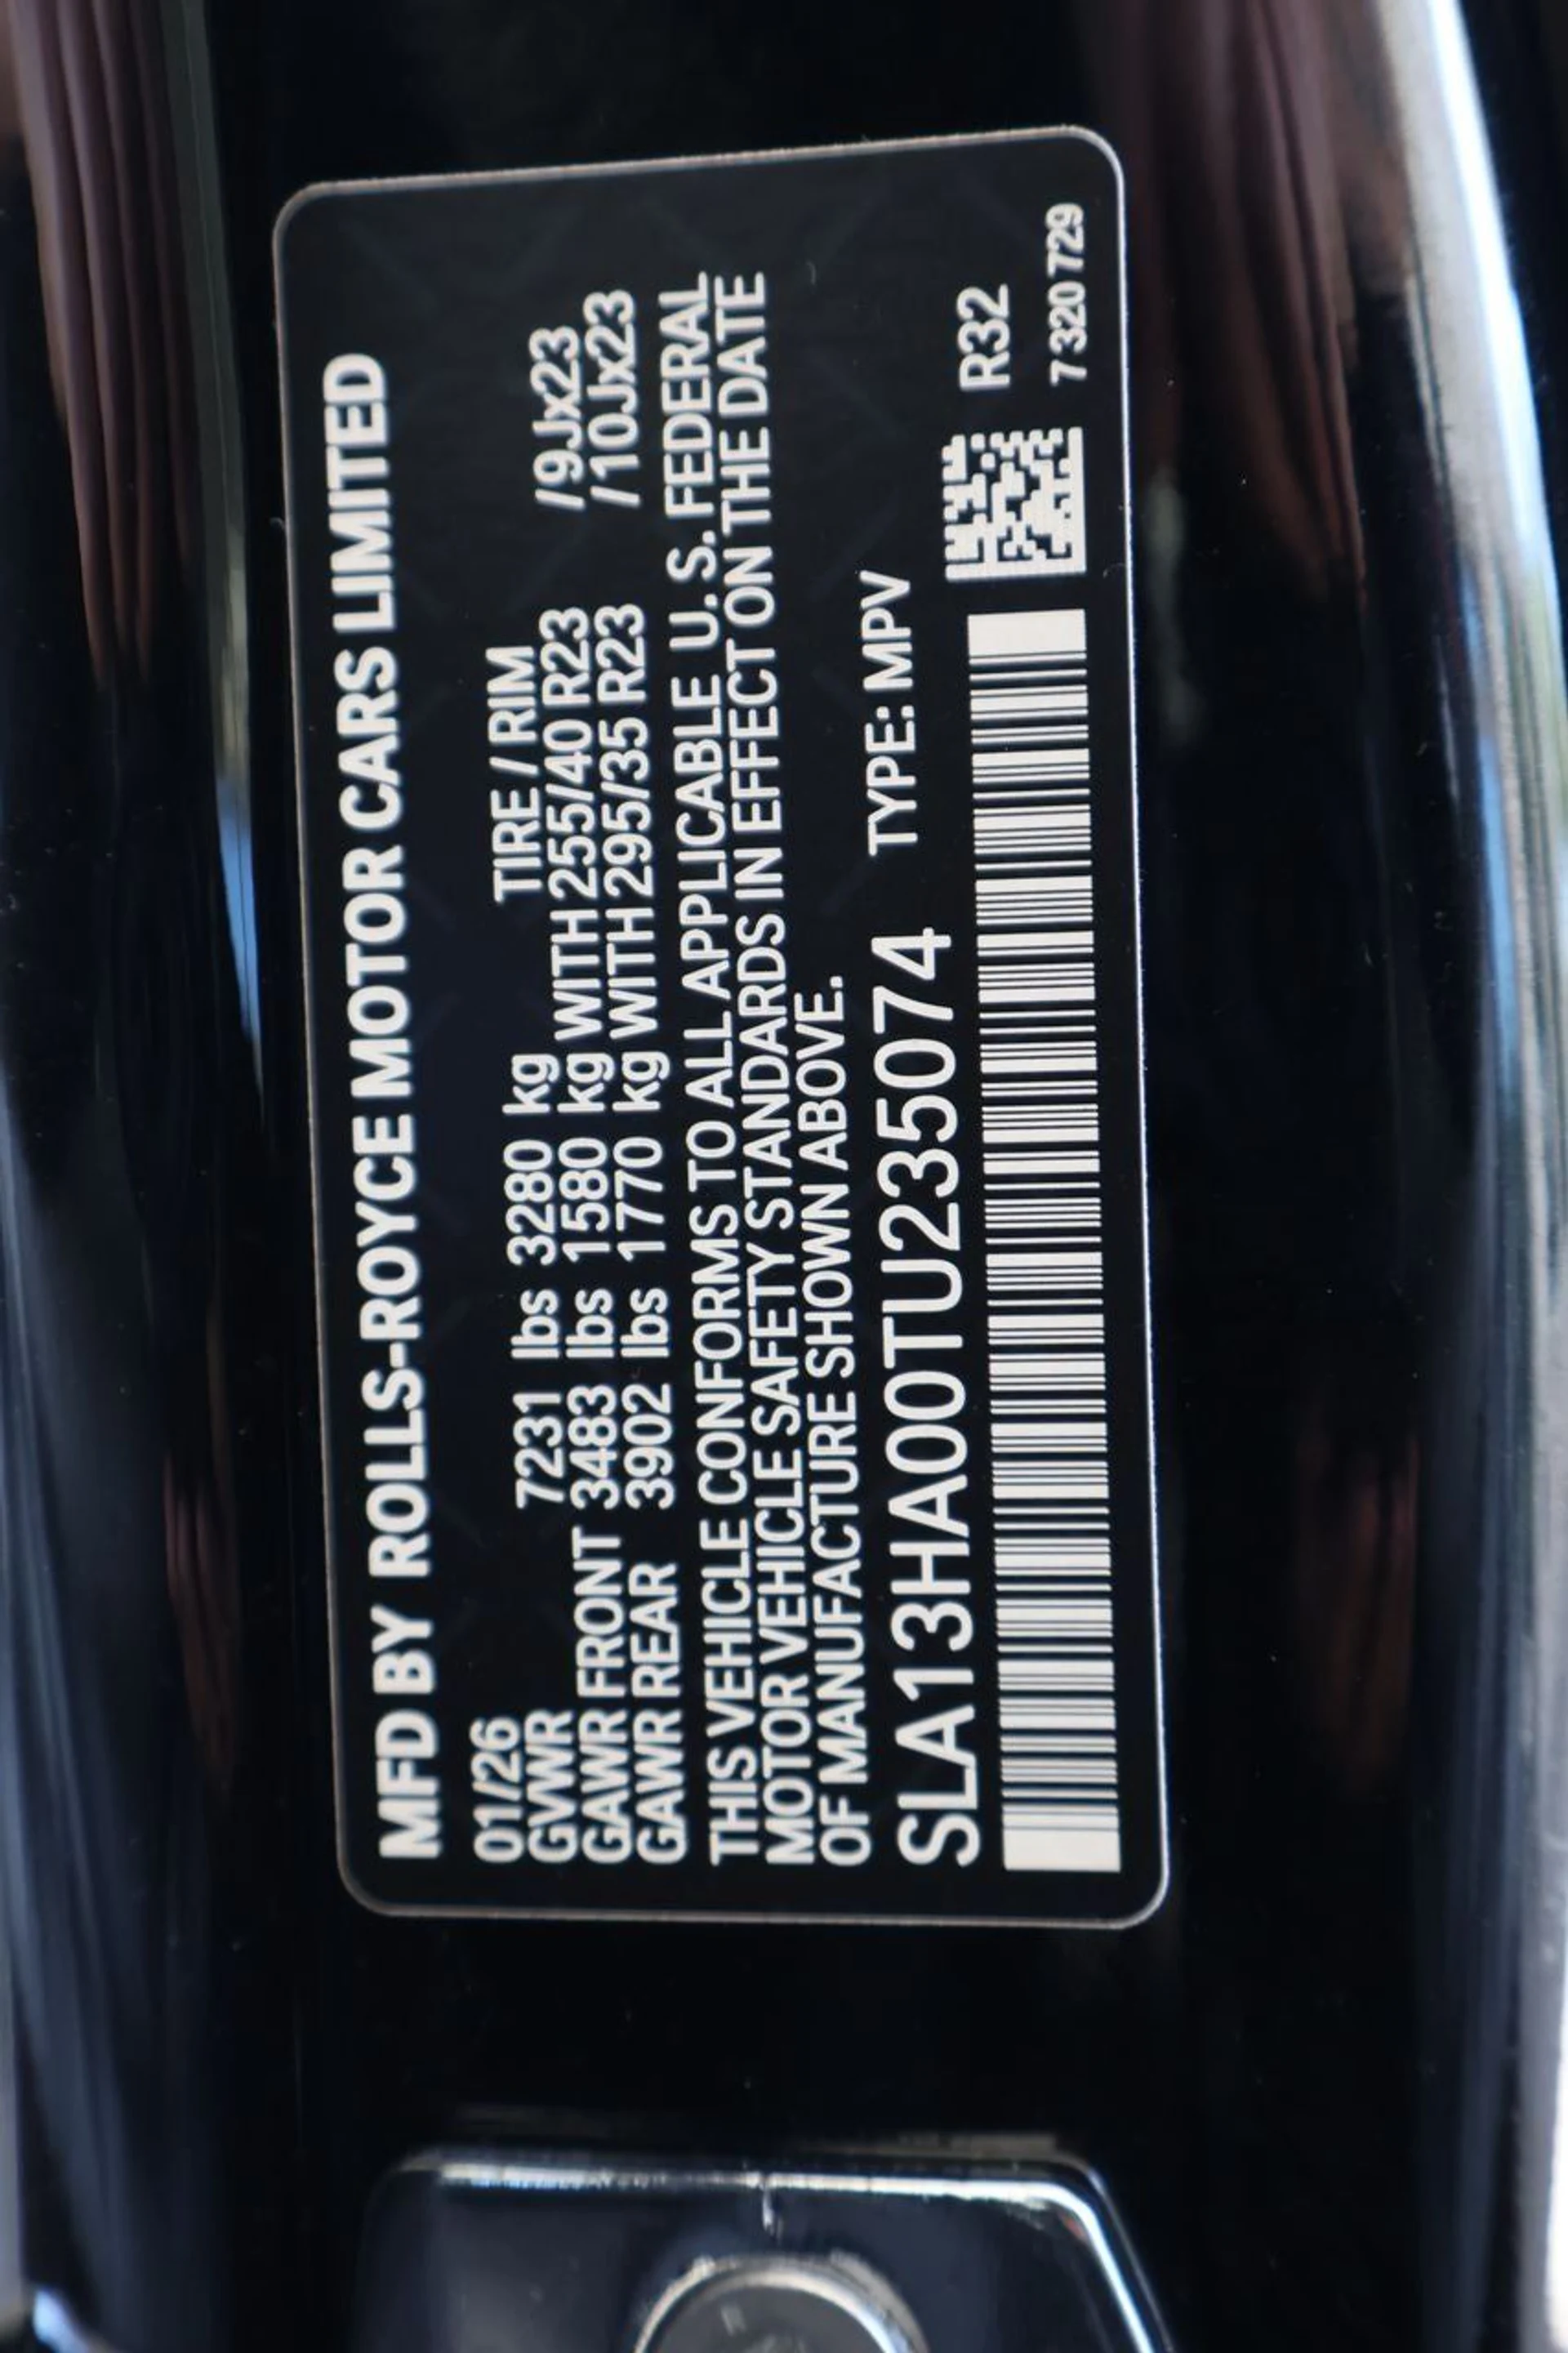 MFD BY ROLLS-ROYCE MOTOR CARS LIMITED
01/26 TIRE / RIM
GVWR 7231 lbs 3280 kg
GAWR FRONT 3483 lbs 1580 kg WITH 255/40 R23 /9Jx23
GAWR REAR 3902 lbs 1770 kg WITH 295/35 R23 /10Jx23
THIS VEHICLE CONFORMS TO ALL APPLICABLE U.S. FEDERAL
MOTOR VEHICLE SAFETY STANDARDS IN EFFECT ON THE DATE
OF MANUFACTURE SHOWN ABOVE.
SLA13HA00TU235074 TYPE: MPV
R32
7 320 729